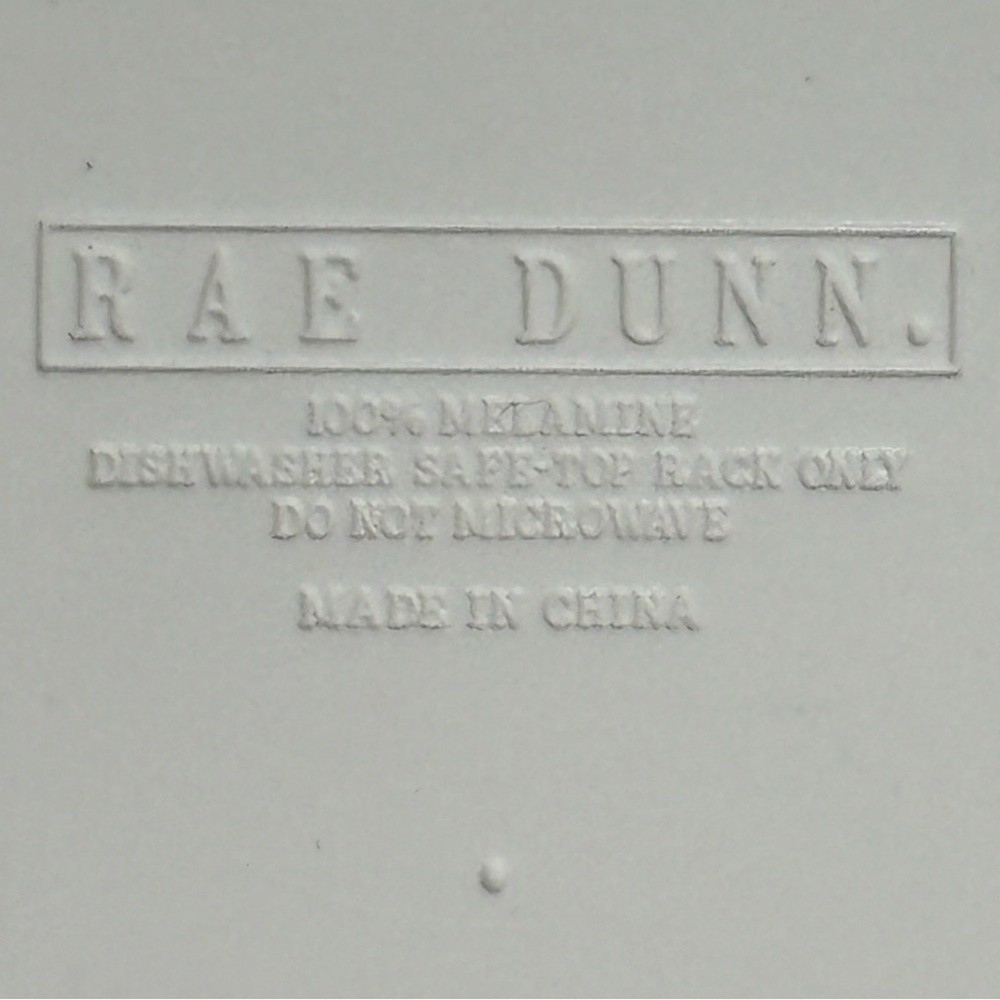 RAE DUNN.
100% MELAMINE
DISHWASHER SAFE-TOP RACK ONLY
DO NOT MICROWAVE
MADE IN CHINA